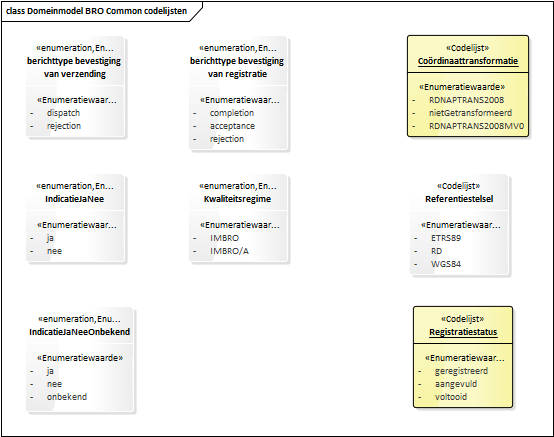 class Domeinmodel BRO Common codelijsten
«enumeration,En...
berichttype bevestiging
van verzending
«Enumeratiewaar...
- dispatch
- rejection
«enumeration,En...
berichttype bevestiging
van registratie
«Enumeratiewaar...
- completion
- acceptance
- rejection
«Codelijst»
Coördinaattransformatie
«Enumeratiewaarde»
- RDNAPTRANS2008
- nietGetransformeerd
- RDNAPTRANS2008MV0
«enumeration,En...
IndicatieJaNee
«Enumeratiewaar...
- ja
- nee
«enumeration,En...
Kwaliteitsregime
«Enumeratiewaar...
- IMBRO
- IMBRO/A
«Codelijst»
Referentiestelsel
«Enumeratiewaar...
- ETRS89
- RD
- WGS84
«enumeration,Enu...
IndicatieJaNeeOnbekend
«Enumeratiewaarde»
- ja
- nee
- onbekend
«Codelijst»
Registratiestatus
«Enumeratiewaar...
- geregistreerd
- aangevuld
- voltooid